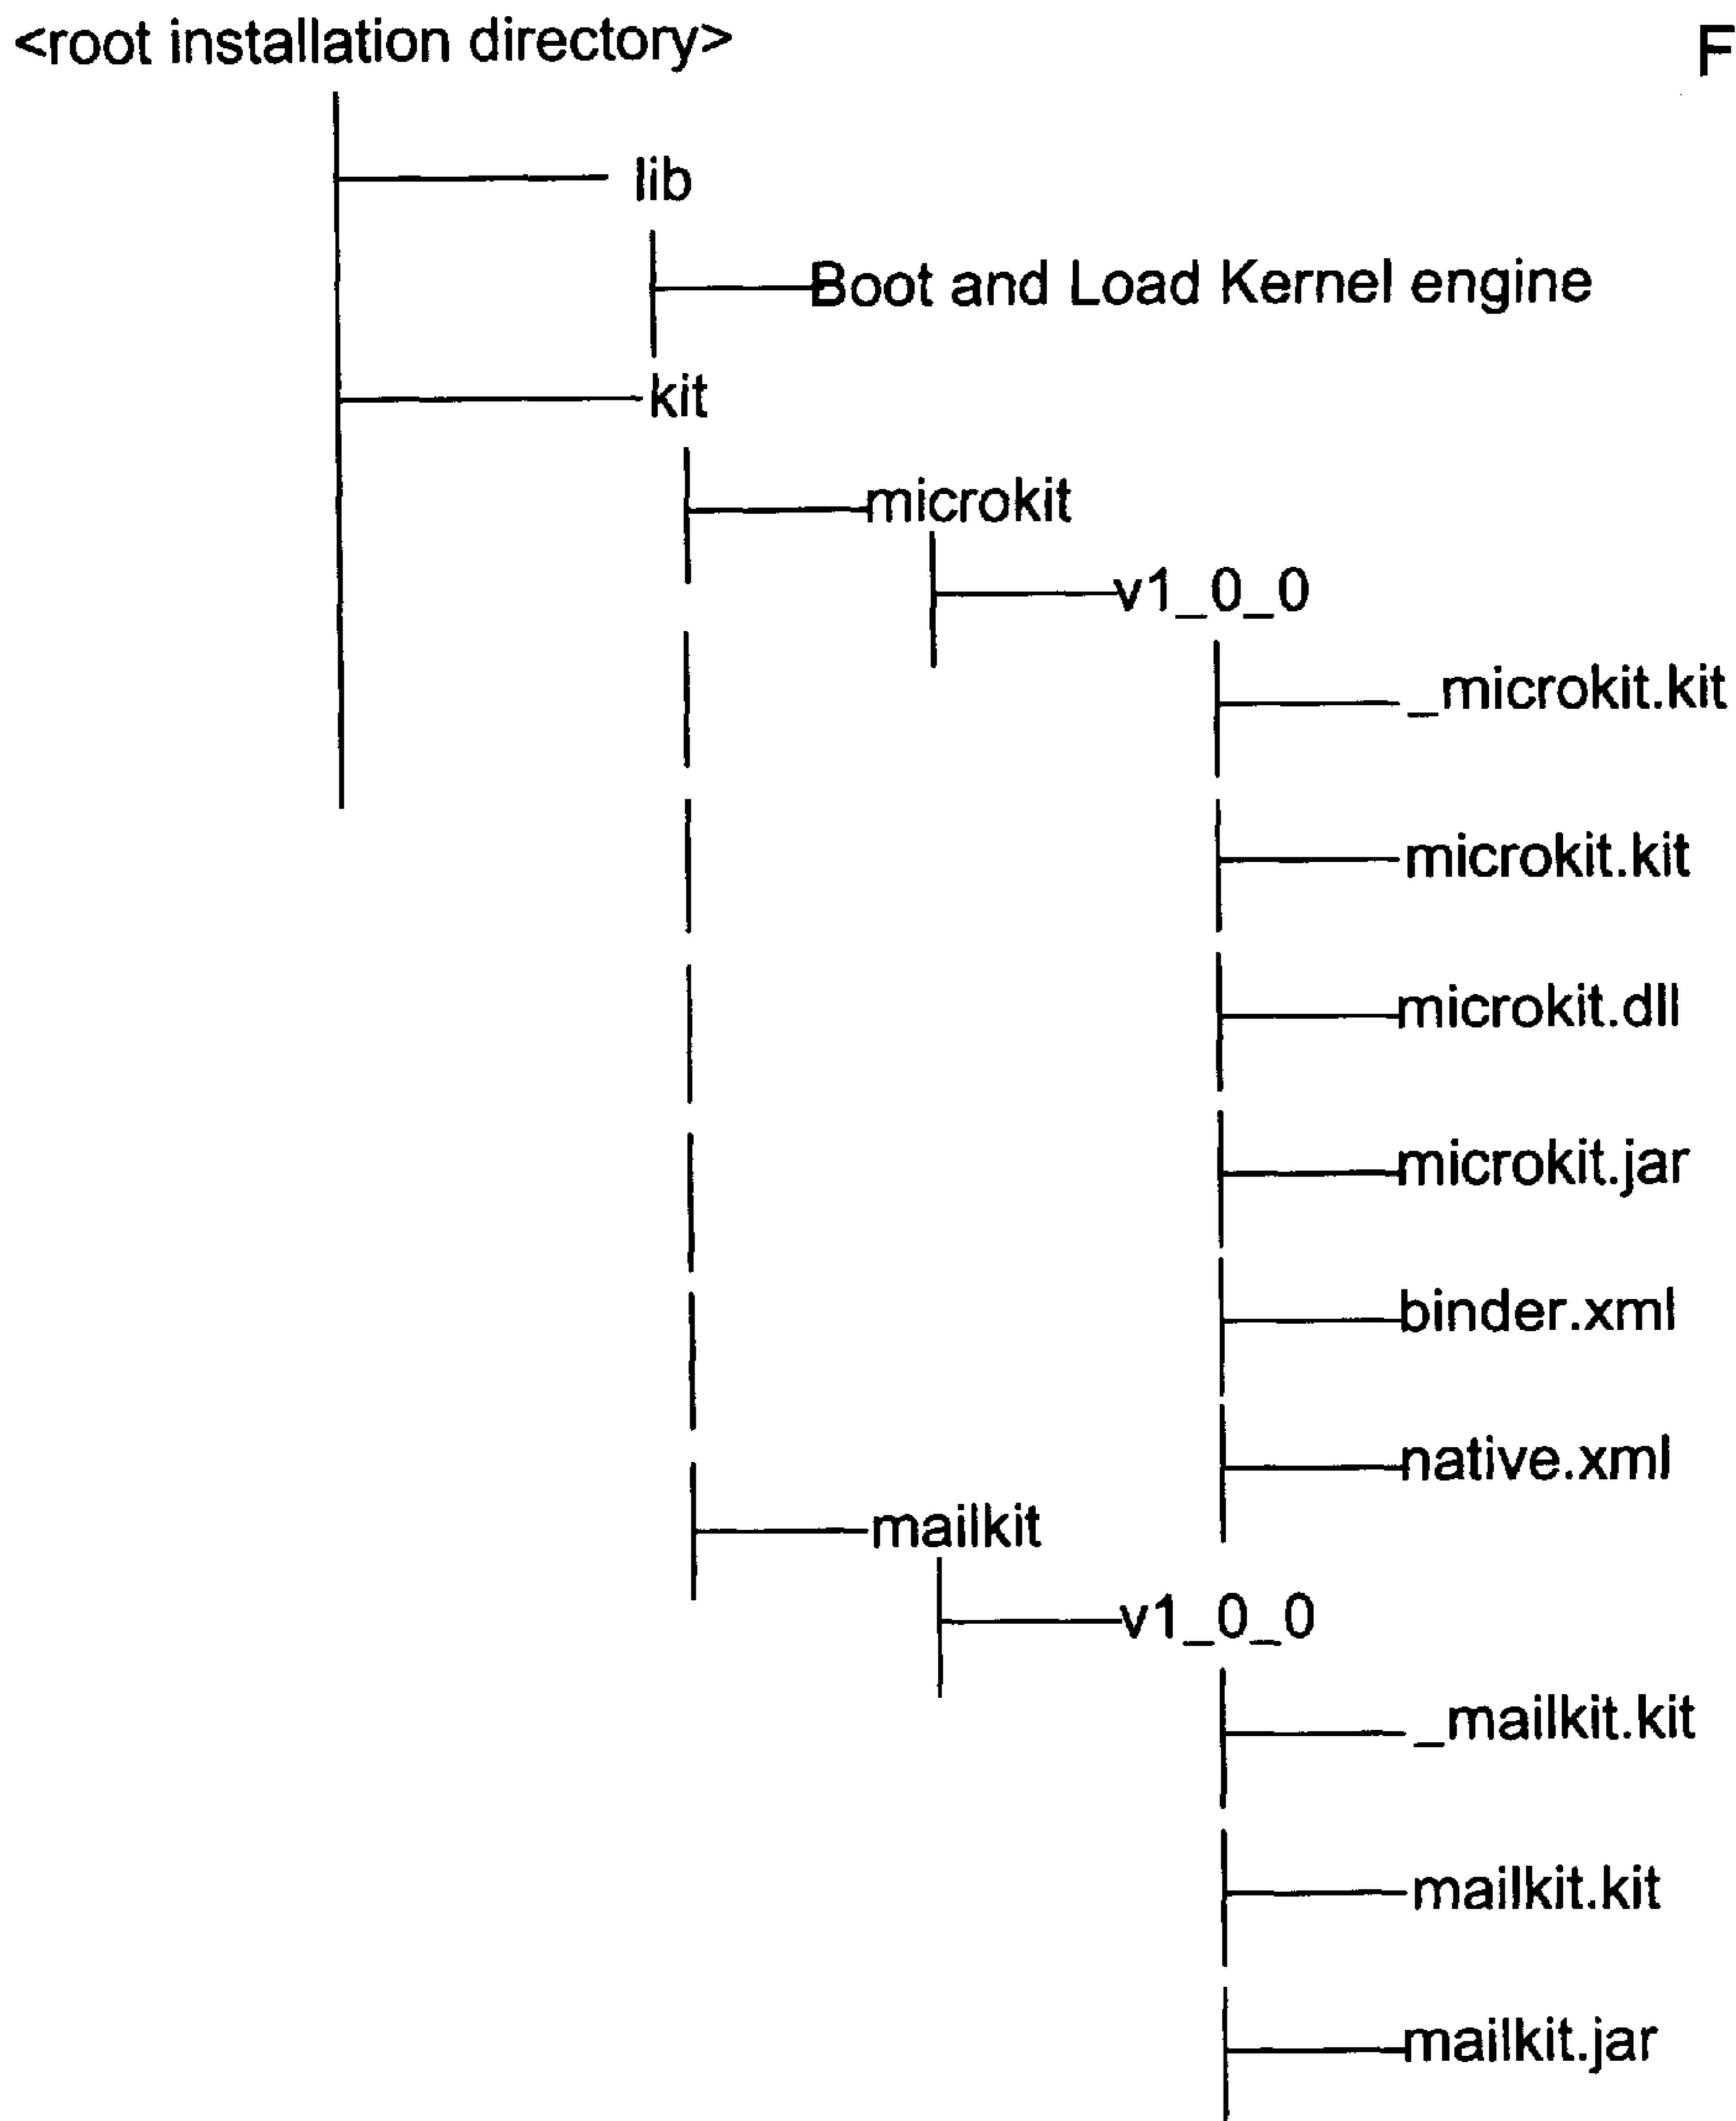 <root installation directory>
F
lib
Boot and Load Kernel engine
kit
microkit
v1_0_0
_microkit.kit
microkit.kit
microkit.dll
microkit.jar
binder.xml
native.xml
mailkit
v1_0_0
_mailkit.kit
mailkit.kit
mailkit.jar